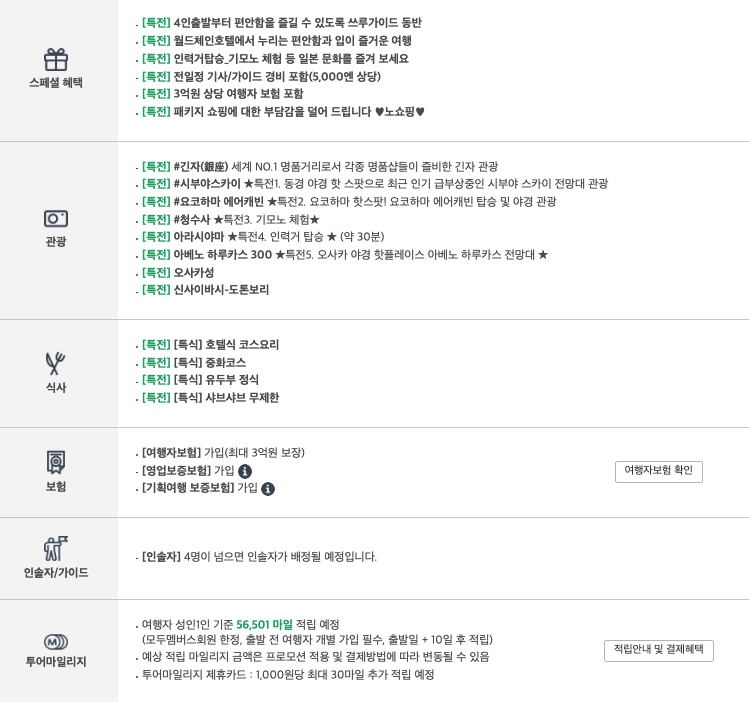 스페셜 혜택
[특전] 4인출발부터 편안함을 즐길 수 있도록 쓰루가이드 동반
[특전] 월드체인호텔에서 누리는 편안함과 입이 즐거운 여행
[특전] 인력거탑승_기모노 체험 등 일본 문화를 즐겨 보세요
[특전] 전일정 기사/가이드 경비 포함(5,000엔 상당)
[특전] 3억원 상당 여행자 보험 포함
[특전] 패키지 쇼핑에 대한 부담감을 덜어 드립니다 ♥노쇼핑♥
관광
[특전] #긴자(銀座) 세계 NO.1 명품거리로서 각종 명품샵들이 즐비한 긴자 관광
[특전] #시부야스카이 ★특전1. 동경 야경 핫 스팟으로 최근 인기 급부상중인 시부야 스카이 전망대 관광
[특전] #요코하마 에어캐빈 ★특전2. 요코하마 핫스팟! 요코하마 에어캐빈 탑승 및 야경 관광
[특전] #청수사 ★특전3. 기모노 체험★
[특전] 아라시야마 ★특전4. 인력거 탑승 ★ (약 30분)
[특전] 아베노 하루카스 300 ★특전5. 오사카 야경 핫플레이스 아베노 하루카스 전망대 ★
[특전] 오사카성
[특전] 신사이바시-도톤보리
식사
[특전] [특식] 호텔식 코스요리
[특전] [특식] 중화코스
[특전] [특식] 유두부 정식
[특전] [특식] 샤브샤브 무제한
보험
[여행자보험] 가입(최대 3억원 보장)
[영업보증보험] 가입
[기획여행 보증보험] 가입
여행자보험 확인
인솔자/가이드
[인솔자] 4명이 넘으면 인솔자가 배정될 예정입니다.
투어마일리지
여행자 성인1인 기준 56,501 마일 적립 예정
(모두멤버스회원 한정, 출발 전 여행자 개별 가입 필수, 출발일 + 10일 후 적립)
예상 적립 마일리지 금액은 프로모션 적용 및 결제방법에 따라 변동될 수 있음
투어마일리지 제휴카드 : 1,000원당 최대 30마일 추가 적립 예정
적립안내 및 결제혜택